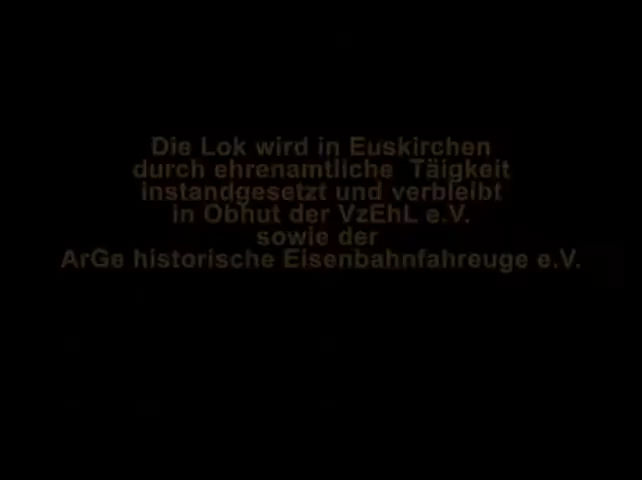 Die Lok wird in Euskirchen
durch ehrenamtliche Täigkeit
instandgesetzt und verbleibt
in Obhut der VzEhL e.V.
sowie der
ArGe historische Eisenbahnfahreuge e.V.